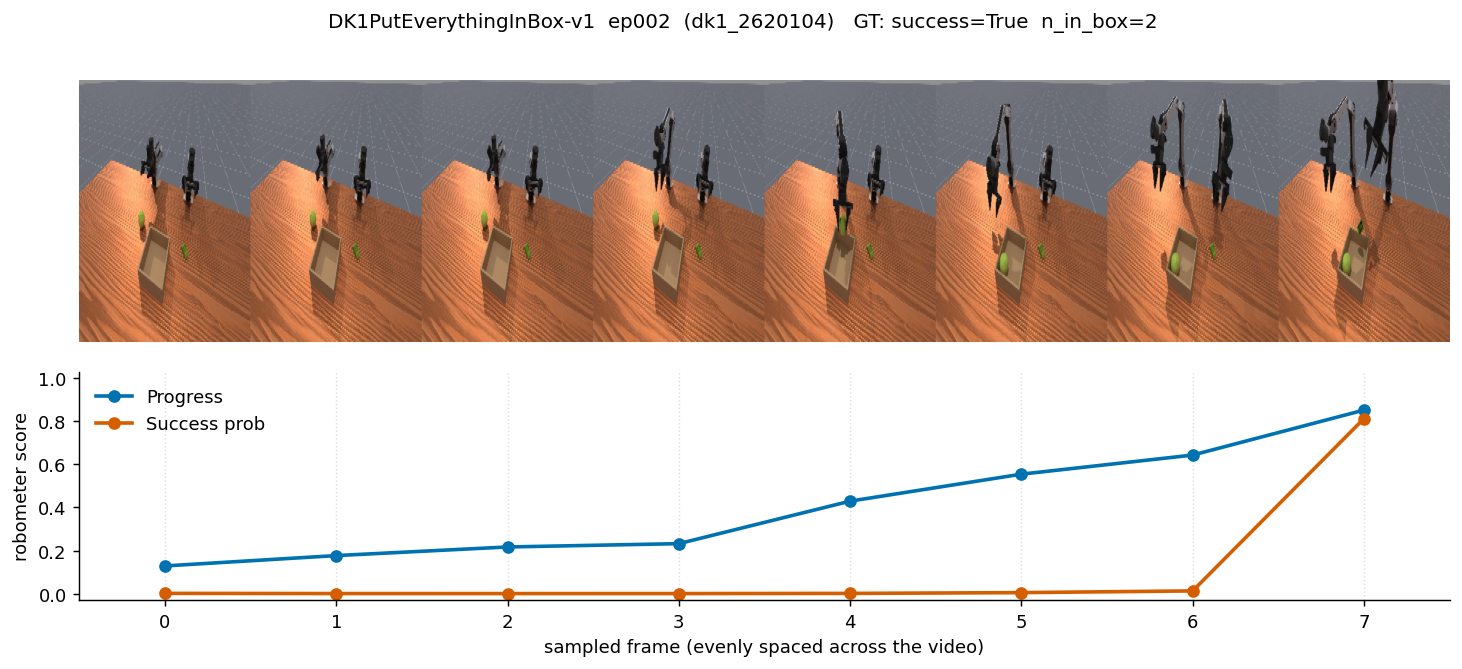 DK1PutEverythingInBox-v1 ep002 (dk1_2620104) GT: success=True n_in_box=2
1.0
0.8
0.6
0.4
0.2
0.0
robometer score
Progress
Success prob
0 1 2 3 4 5 6 7
sampled frame (evenly spaced across the video)